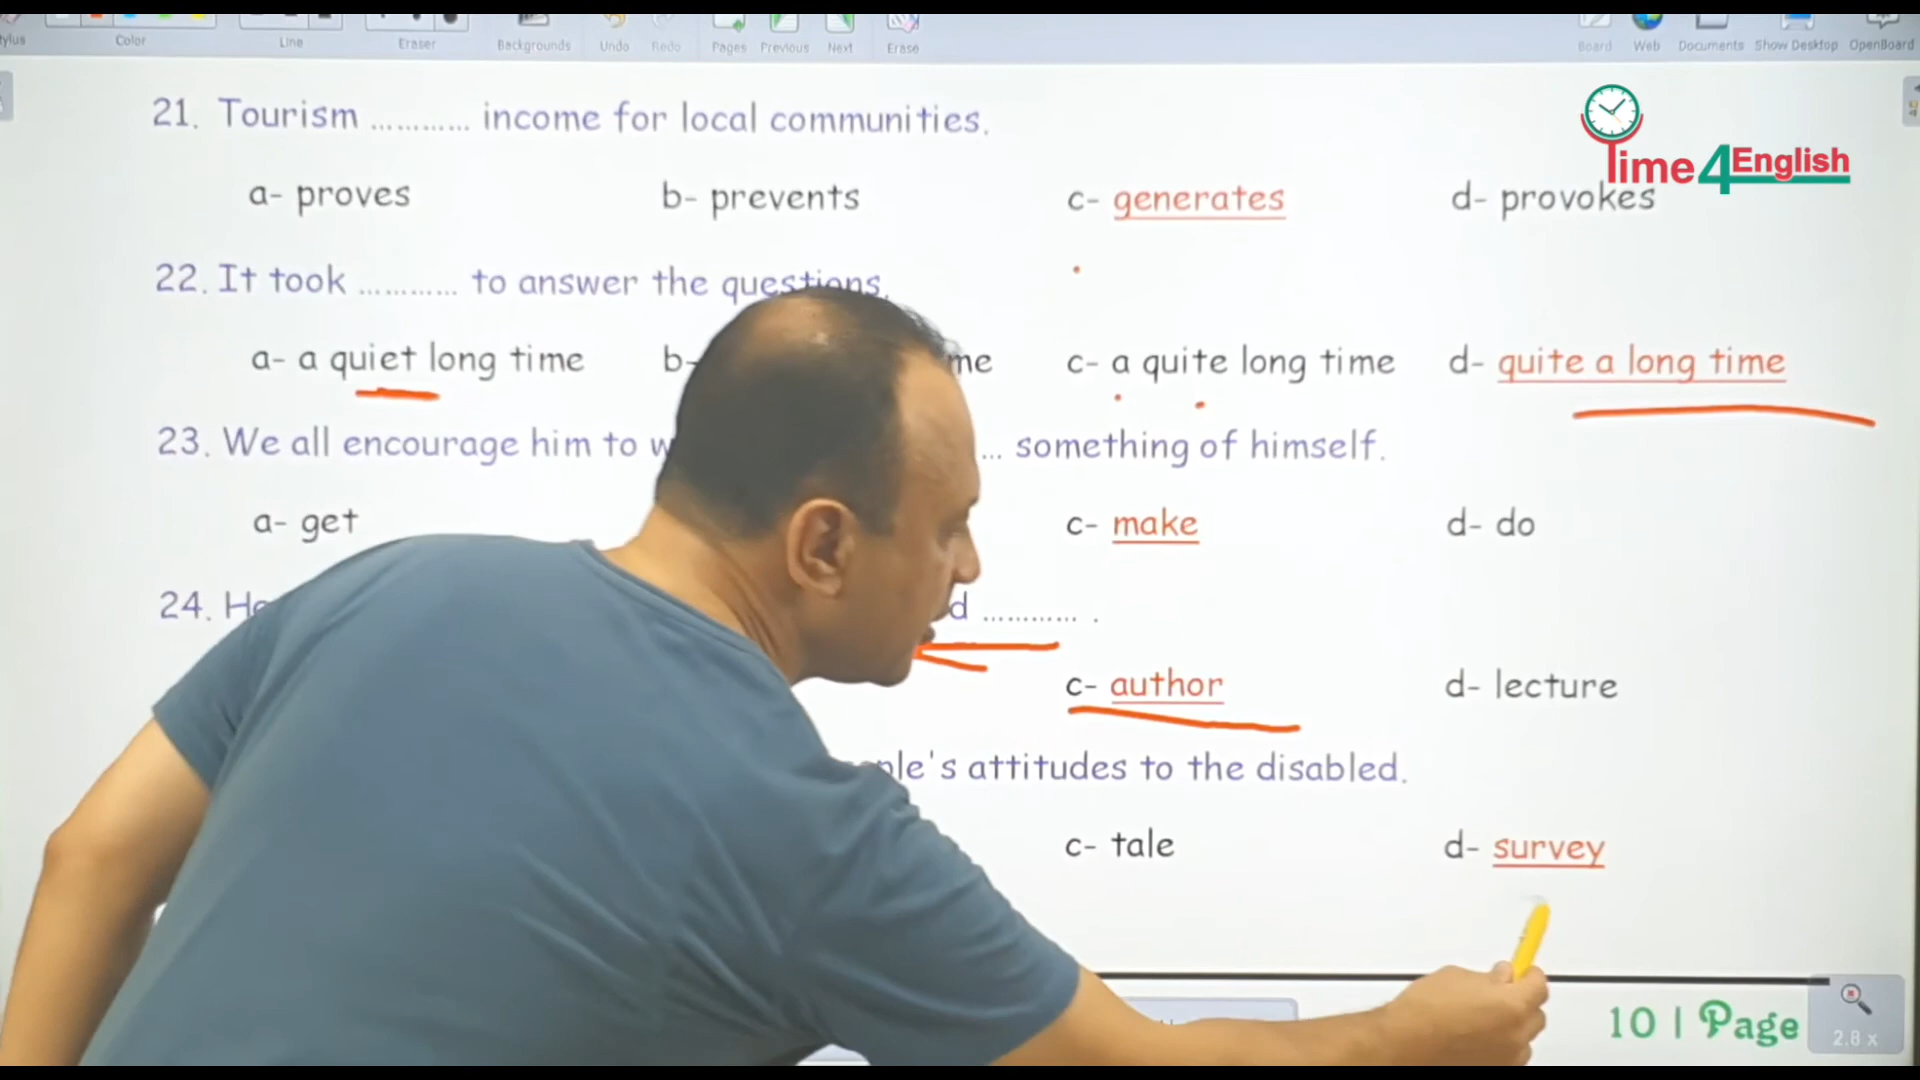 Color
Line
Eraser
Backgrounds
Undo
Redo
Pages
Previous
Next
Erase
Board
Web
Documents
Show Desktop
OpenBoard
Time4English
21. Tourism ............ income for local communities.
a- proves b- prevents c- generates d- provokes
22. It took ............ to answer the questions.
a- a quiet long time b- c- a quite long time d- quite a long time
23. We all encourage him to ... something of himself.
a- get c- make d- do
24. ............ .
c- author d- lecture
attitudes to the disabled.
c- tale d- survey
10 | Page
2.8 x